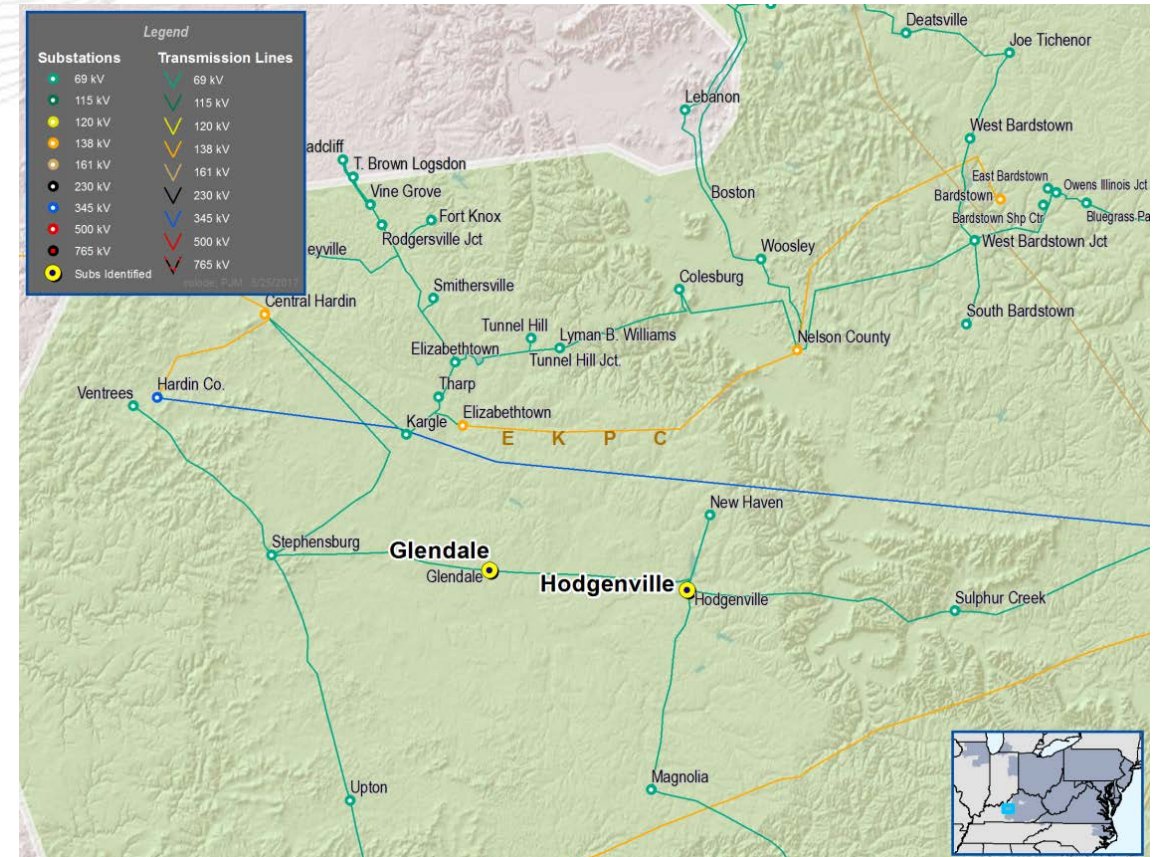 Legend
Substations Transmission Lines
69 kV 69 kV
115 kV 115 kV
120 kV 120 kV
138 kV 138 kV
161 kV 161 kV
230 kV 230 kV
345 kV 345 kV
500 kV 500 kV
765 kV 765 kV
Subs Identified
Deatsville
Joe Tichenor
Lebanon
West Bardstown
adcliff
T. Brown Logsdon
East Bardstown
Owens Illinois Jct
Vine Grove
Boston
Bardstown
Fort Knox
Bardstown Shp Ctr
Bluegrass Pa
Rodgersville Jct
West Bardstown Jct
eyville
Woosley
Colesburg
Smithersville
Central Hardin
South Bardstown
Tunnel Hill
Lyman B. Williams
Nelson County
Elizabethtown
Tunnel Hill Jct.
Tharp
Hardin Co.
Ventrees
Elizabethtown
Kargle
E K P C
New Haven
Stephensburg
Glendale
Glendale
Hodgenville
Hodgenville
Sulphur Creek
Magnolia
Upton